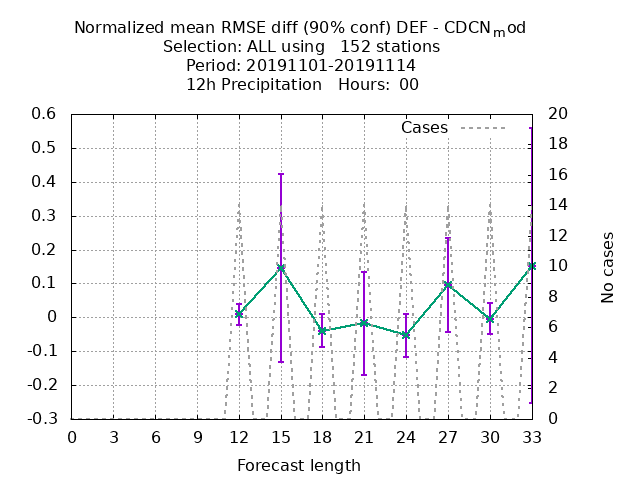 Normalized mean RMSE diff (90% conf) DEF - CDCNmod
Selection: ALL using   152 stations
Period: 20191101-20191114
12h Precipitation   Hours:  00
Cases
0.6
0.5
0.4
0.3
0.2
0.1
0
-0.1
-0.2
-0.3
20
18
16
14
12
10
8
6
4
2
0
No cases
0 3 6 9 12 15 18 21 24 27 30 33
Forecast length